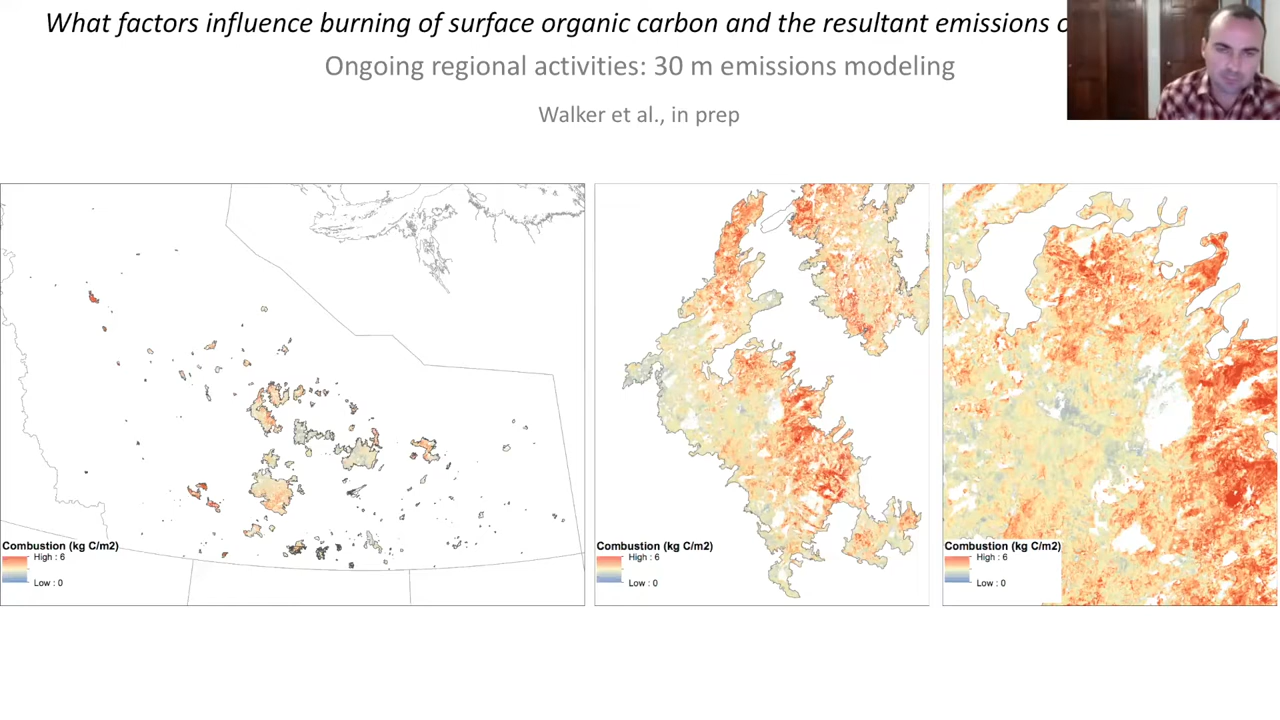 What factors influence burning of surface organic carbon and the resultant emissions
Ongoing regional activities: 30 m emissions modeling
Walker et al., in prep
Combustion (kg C/m2)
High : 6
Low : 0
Combustion (kg C/m2)
High : 6
Low : 0
Combustion (kg C/m2)
High : 6
Low : 0